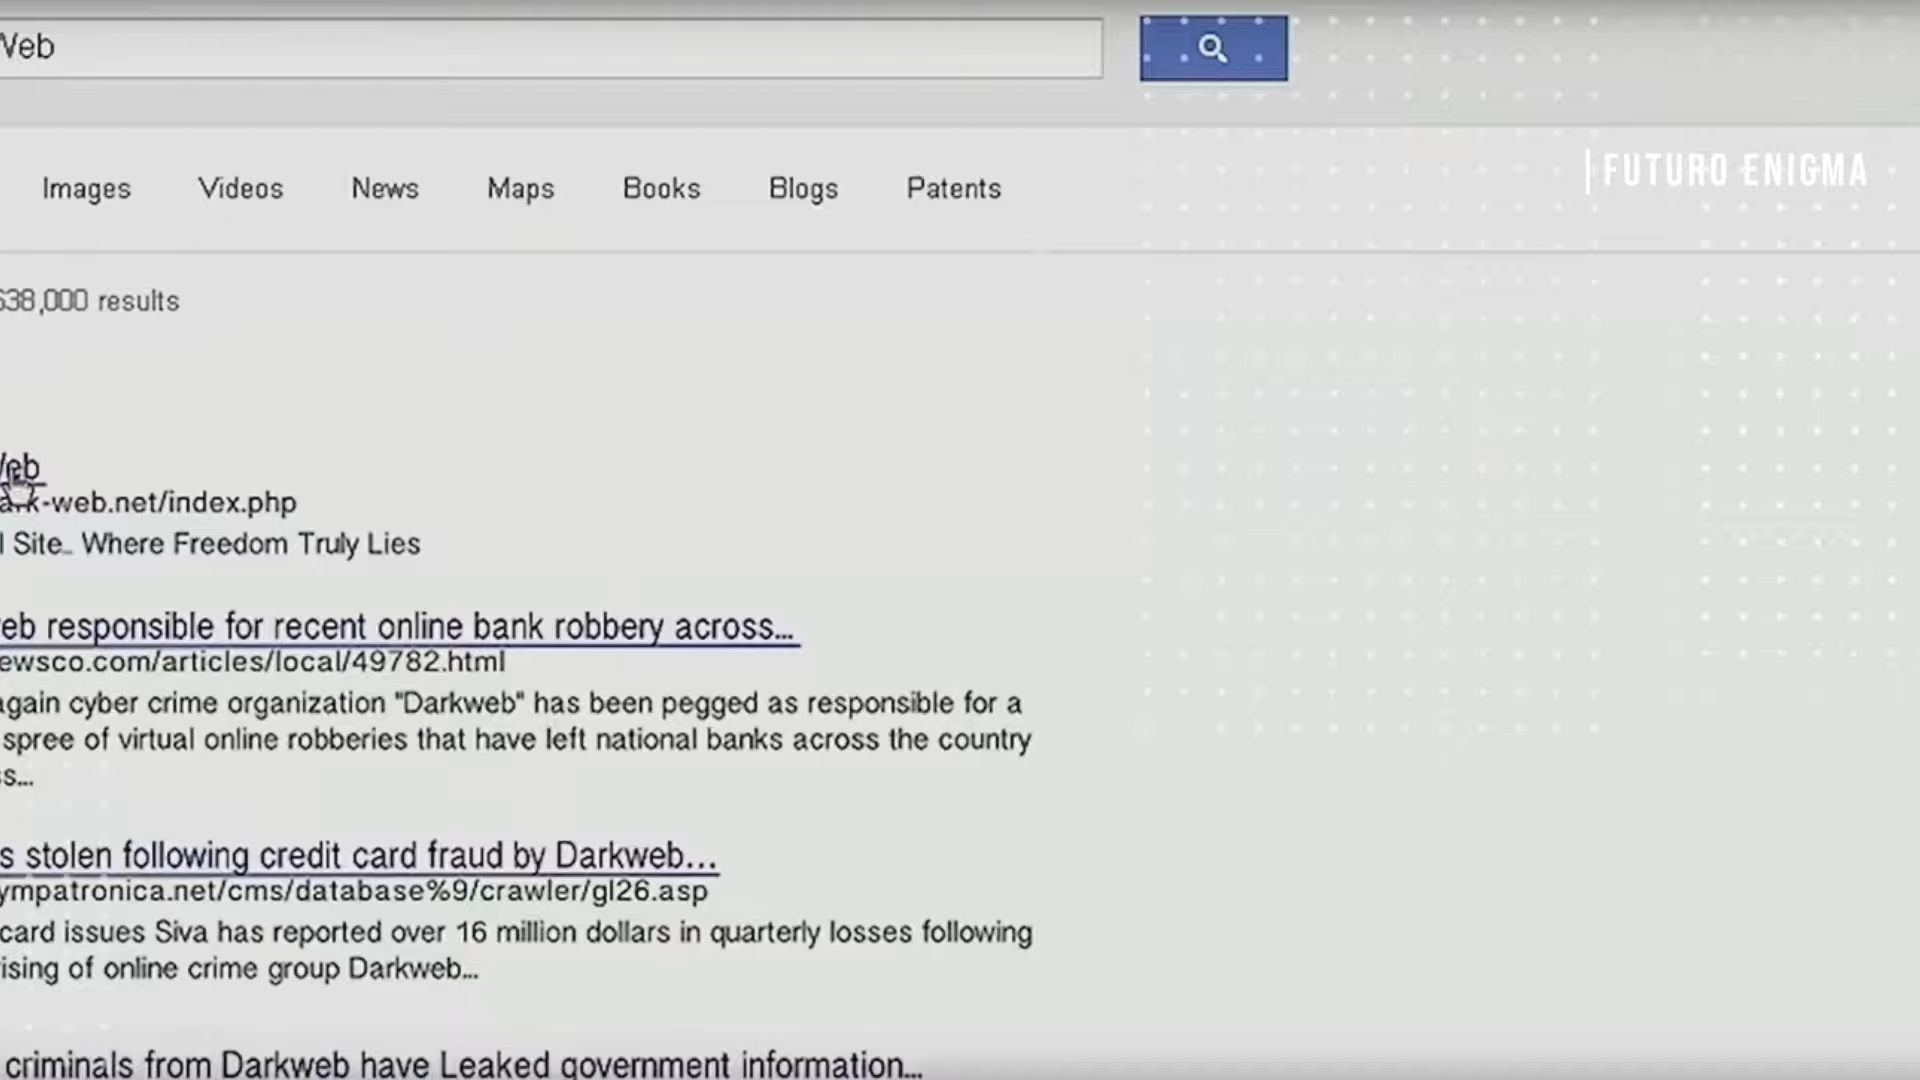 Web
FUTURO ENIGMA
Images Videos News Maps Books Blogs Patents
638,000 results
Web
ark-web.net/index.php
l Site.. Where Freedom Truly Lies
eb responsible for recent online bank robbery across...
ewsco.com/articles/local/49782.html
again cyber crime organization "Darkweb" has been pegged as responsible for a
spree of virtual online robberies that have left national banks across the country
s...
s stolen following credit card fraud by Darkweb...
ympatronica.net/cms/database%9/crawler/gl26.asp
card issues Siva has reported over 16 million dollars in quarterly losses following
ising of online crime group Darkweb...
criminals from Darkweb have Leaked government information...